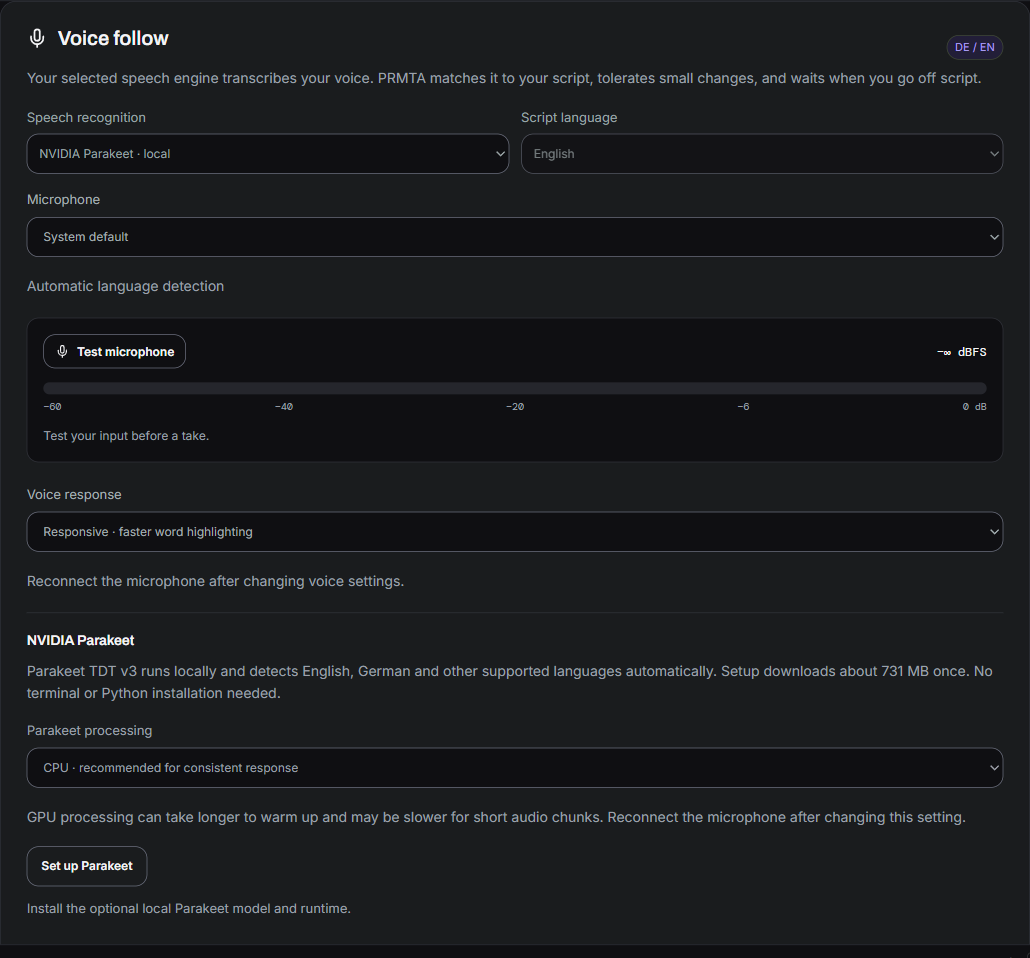 Voice follow
DE / EN
Your selected speech engine transcribes your voice. PRMTA matches it to your script, tolerates small changes, and waits when you go off script.
Speech recognition
Script language
NVIDIA Parakeet · local
English
Microphone
System default
Automatic language detection
Test microphone
−∞ dBFS
−60 −40 −20 −6 0 dB
Test your input before a take.
Voice response
Responsive · faster word highlighting
Reconnect the microphone after changing voice settings.
NVIDIA Parakeet
Parakeet TDT v3 runs locally and detects English, German and other supported languages automatically. Setup downloads about 731 MB once. No
terminal or Python installation needed.
Parakeet processing
CPU · recommended for consistent response
GPU processing can take longer to warm up and may be slower for short audio chunks. Reconnect the microphone after changing this setting.
Set up Parakeet
Install the optional local Parakeet model and runtime.